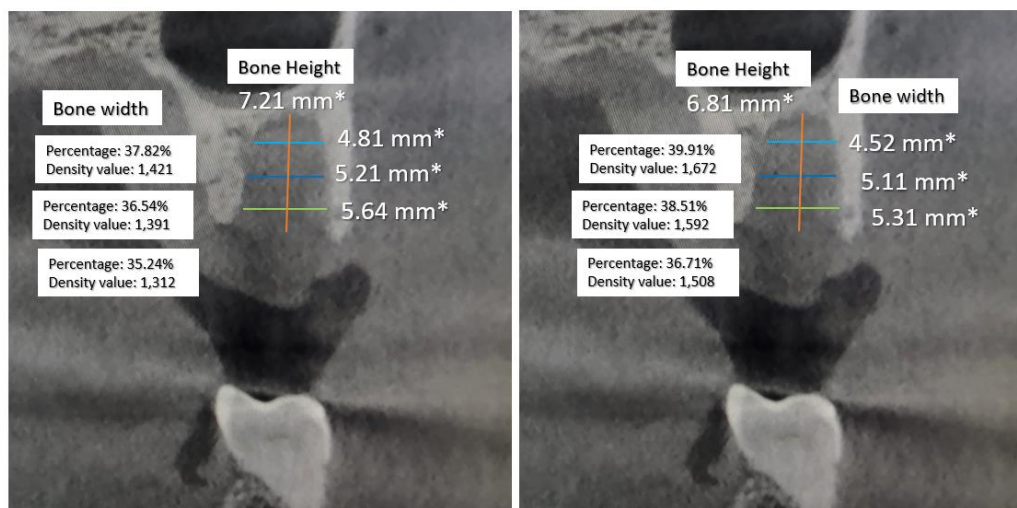 Bone Height
7.21 mm*
Bone width
4.81 mm*
Percentage: 37.82%
Density value: 1,421
5.21 mm*
Percentage: 36.54%
Density value: 1,391
5.64 mm*
Percentage: 35.24%
Density value: 1,312
Bone Height
6.81 mm*
Bone width
4.52 mm*
Percentage: 39.91%
Density value: 1,672
5.11 mm*
Percentage: 38.51%
Density value: 1,592
5.31 mm*
Percentage: 36.71%
Density value: 1,508